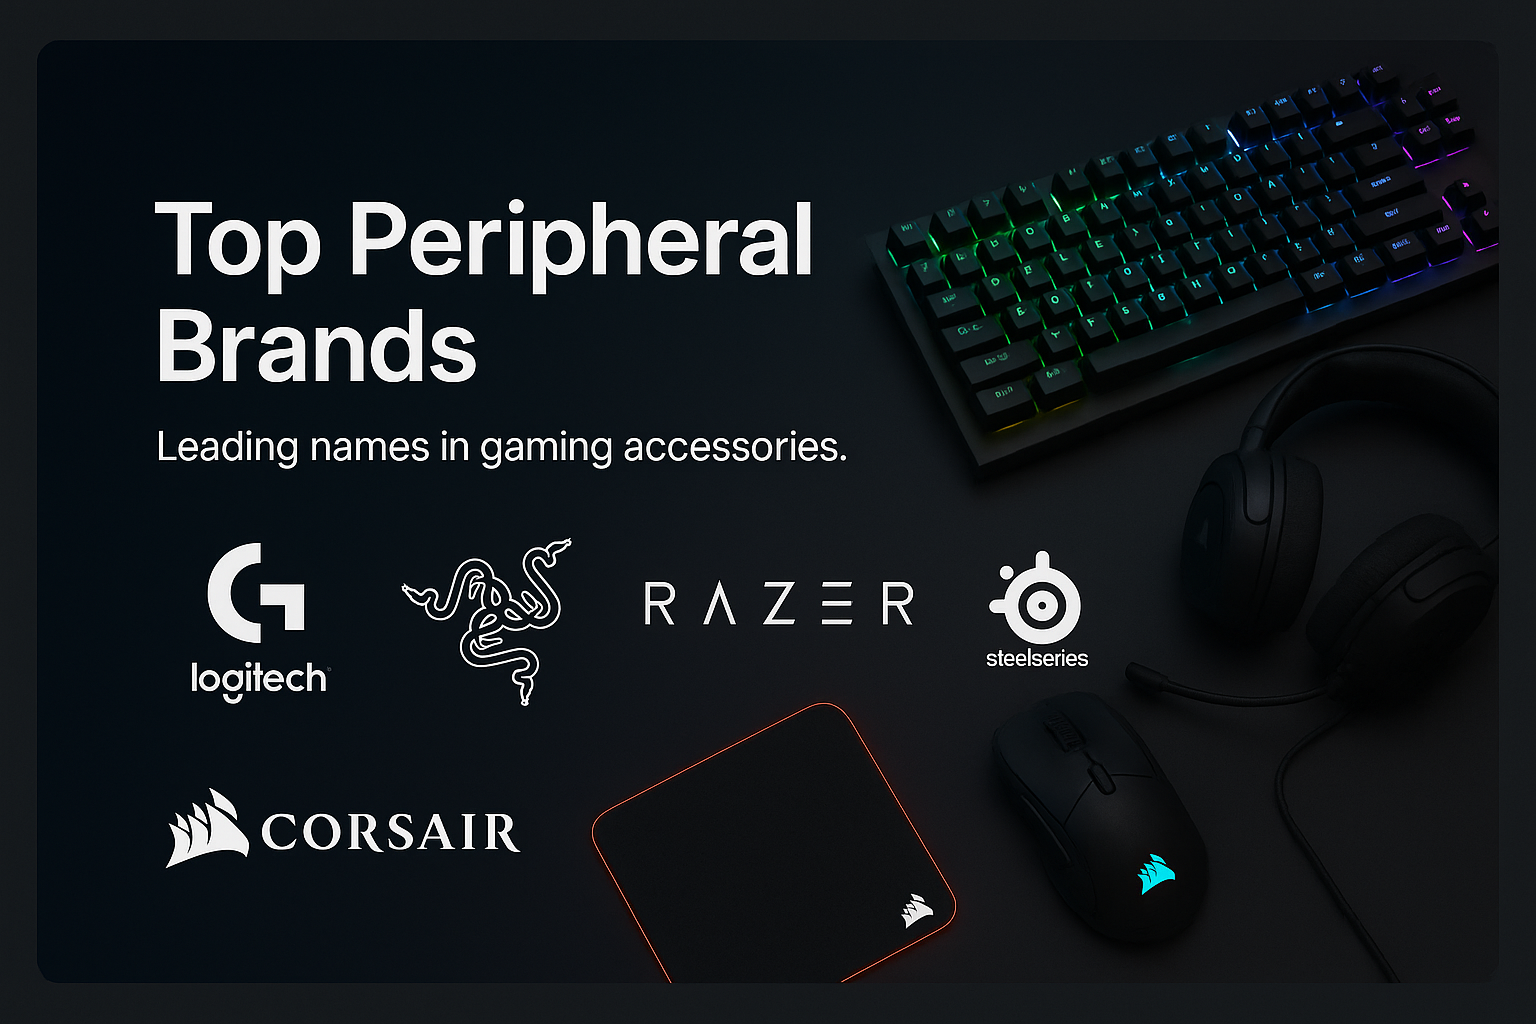 Top Peripheral
Brands
Leading names in gaming accessories.
logitech
RAZER
steelseries
CORSAIR